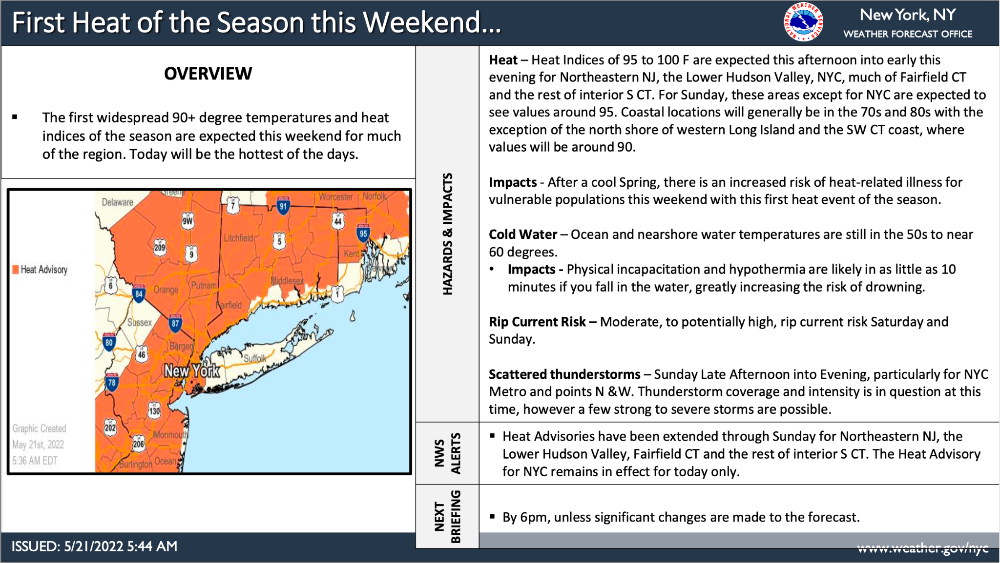 First Heat of the Season this Weekend...
NATIONAL WEATHER SERVICE
New York, NY
WEATHER FORECAST OFFICE
OVERVIEW
▪ The first widespread 90+ degree temperatures and heat
indices of the season are expected this weekend for much
of the region. Today will be the hottest of the days.
Delaware
Greene
7
91
Worcester
Norfolk
9W
44
95
Litchfield
5
209
9
Kent
Newport
Heat Advisory
6
84
Orange
Putnam
Middlesex
1
Fairfield
Sussex
87
80
46
Bergen
Suffolk
New York
78
130
202
Monmouth
206
Burlington
Ocean
Graphic Created
May 21st, 2022
5:36 AM EDT
HAZARDS & IMPACTS
Heat – Heat Indices of 95 to 100 F are expected this afternoon into early this
evening for Northeastern NJ, the Lower Hudson Valley, NYC, much of Fairfield CT
and the rest of interior S CT. For Sunday, these areas except for NYC are expected to
see values around 95. Coastal locations will generally be in the 70s and 80s with the
exception of the north shore of western Long Island and the SW CT coast, where
values will be around 90.
Impacts - After a cool Spring, there is an increased risk of heat-related illness for
vulnerable populations this weekend with this first heat event of the season.
Cold Water – Ocean and nearshore water temperatures are still in the 50s to near
60 degrees.
• Impacts - Physical incapacitation and hypothermia are likely in as little as 10
minutes if you fall in the water, greatly increasing the risk of drowning.
Rip Current Risk – Moderate, to potentially high, rip current risk Saturday and
Sunday.
Scattered thunderstorms – Sunday Late Afternoon into Evening, particularly for NYC
Metro and points N &W. Thunderstorm coverage and intensity is in question at this
time, however a few strong to severe storms are possible.
NWS
ALERTS
▪ Heat Advisories have been extended through Sunday for Northeastern NJ, the
Lower Hudson Valley, Fairfield CT and the rest of interior S CT. The Heat Advisory
for NYC remains in effect for today only.
NEXT
BRIEFING
▪ By 6pm, unless significant changes are made to the forecast.
ISSUED: 5/21/2022 5:44 AM
www.weather.gov/nyc